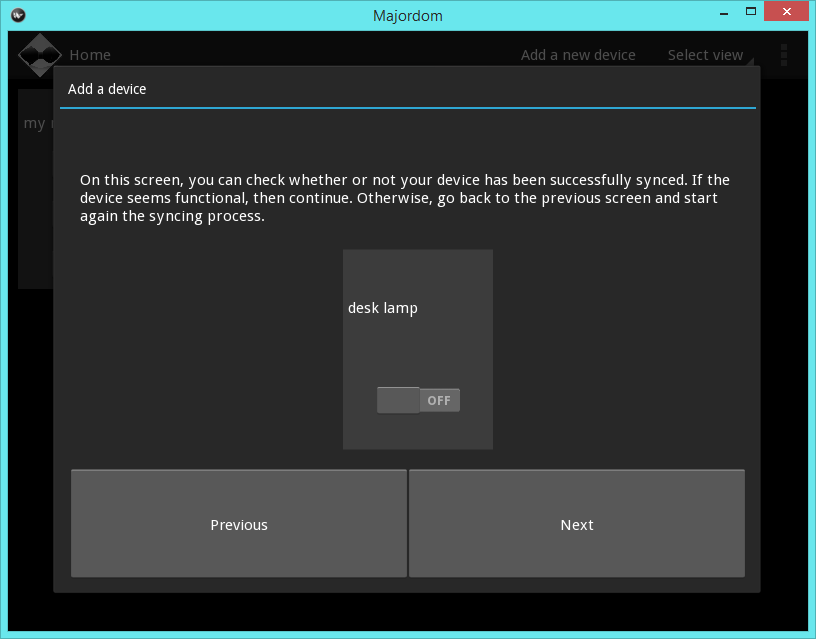 Majordom
Home
Add a new device
Select view
my
Add a device
On this screen, you can check whether or not your device has been successfully synced. If the
device seems functional, then continue. Otherwise, go back to the previous screen and start
again the syncing process.
desk lamp
OFF
Previous
Next